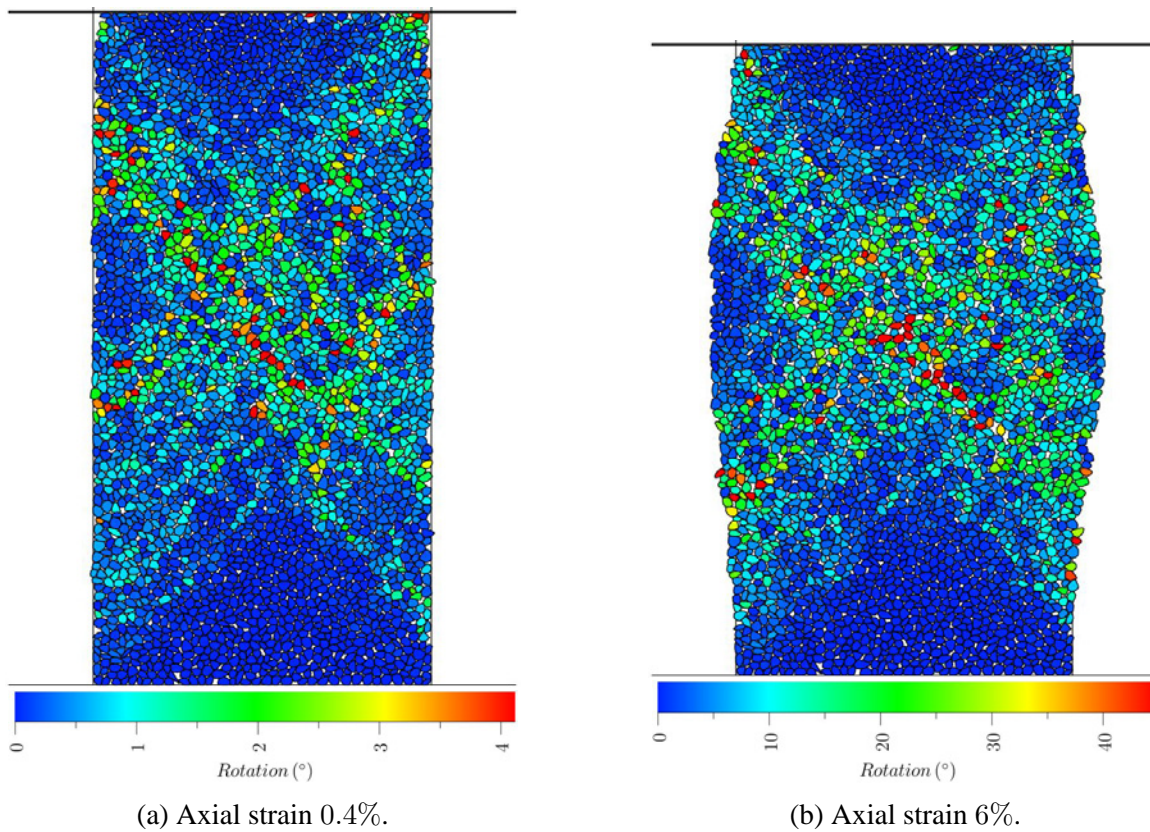 0 1 2 3 4
Rotation (°)
(a) Axial strain 0.4%.
0 10 20 30 40
Rotation (°)
(b) Axial strain 6%.